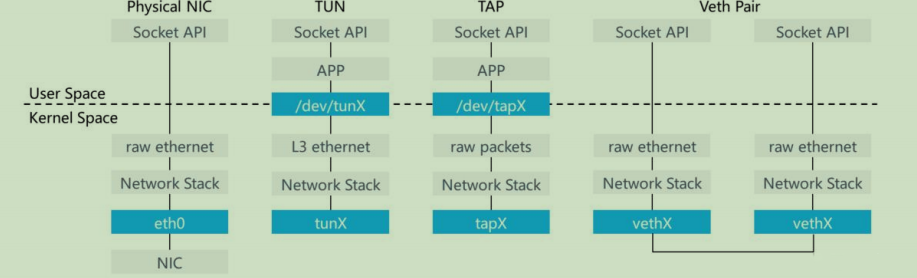 Physical NIC TUN TAP Veth Pair
Socket API Socket API Socket API Socket API Socket API
APP APP
User Space
/dev/tunX /dev/tapX
Kernel Space
raw ethernet L3 ethernet raw packets raw ethernet raw ethernet
Network Stack Network Stack Network Stack Network Stack Network Stack
eth0 tunX tapX vethX vethX
NIC